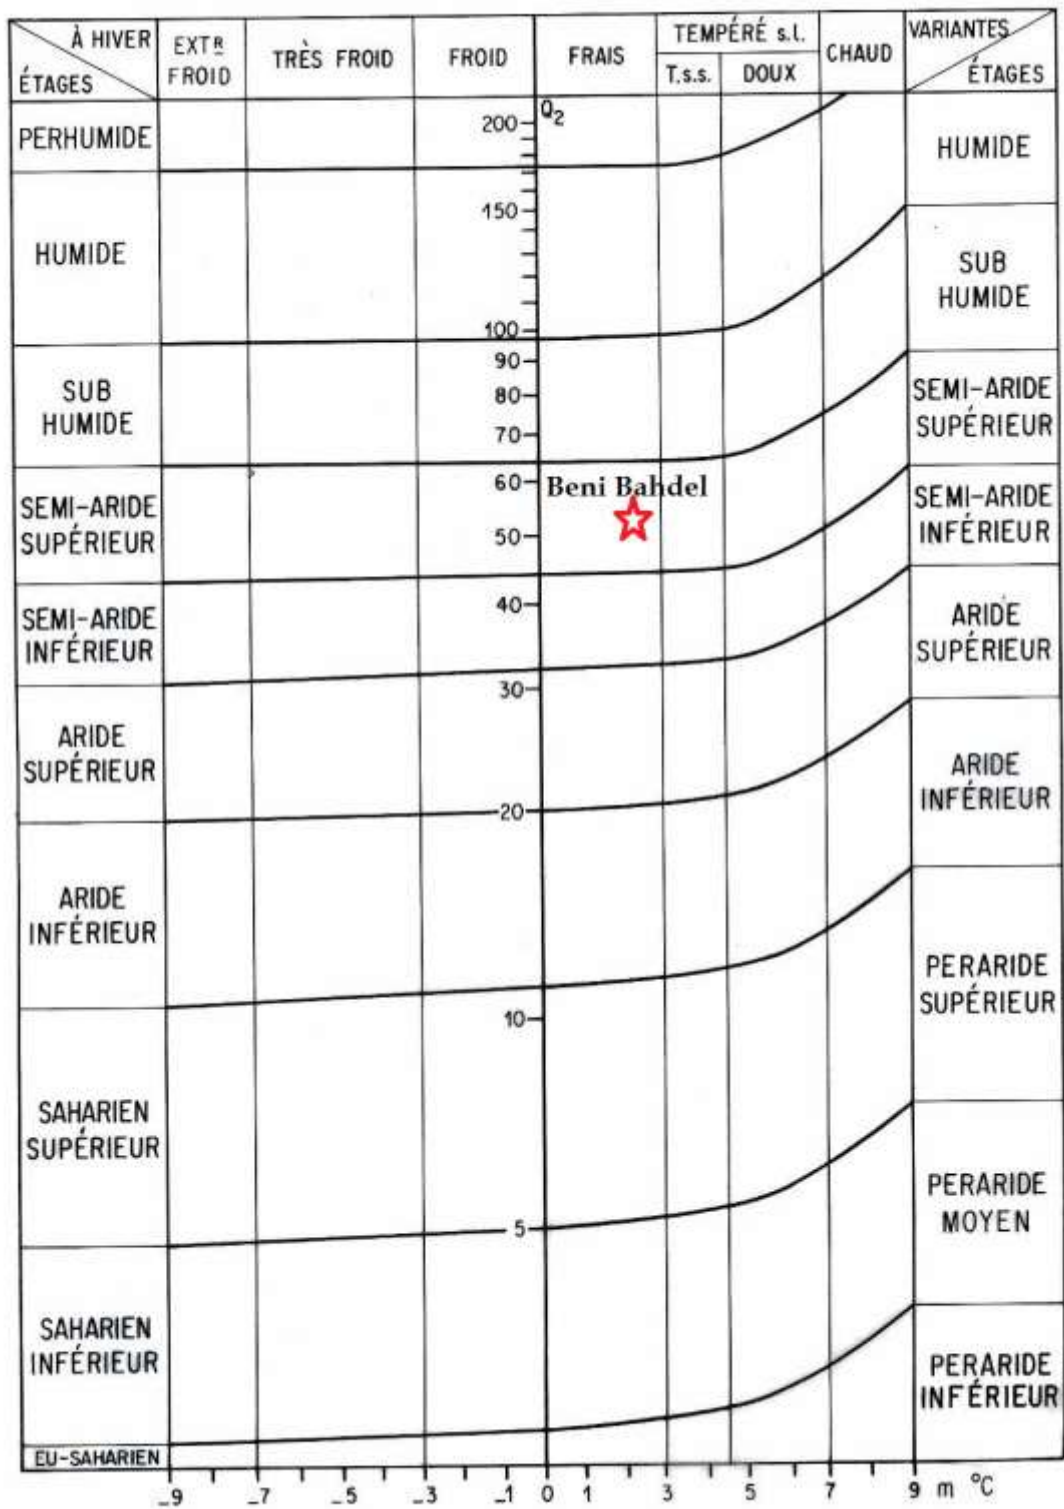 À HIVER
ÉTAGES
EXTR
FROID
TRÈS FROID
FROID
FRAIS
TEMPÉRÉ s.l.
T.s.s.
DOUX
CHAUD
VARIANTES
ÉTAGES
PERHUMIDE
HUMIDE
SUB
HUMIDE
SEMI-ARIDE
SUPÉRIEUR
SEMI-ARIDE
INFÉRIEUR
ARIDE
SUPÉRIEUR
ARIDE
INFÉRIEUR
SAHARIEN
SUPÉRIEUR
SAHARIEN
INFÉRIEUR
EU-SAHARIEN
Q2
200
150
100
90
80
70
60
50
40
30
20
10
5
Beni Bahdel
HUMIDE
SUB
HUMIDE
SEMI-ARIDE
SUPÉRIEUR
SEMI-ARIDE
INFÉRIEUR
ARIDE
SUPÉRIEUR
ARIDE
INFÉRIEUR
PERARIDE
SUPÉRIEUR
PERARIDE
MOYEN
PERARIDE
INFÉRIEUR
-9 -7 -5 -3 -1 0 1 3 5 7 9 m °C